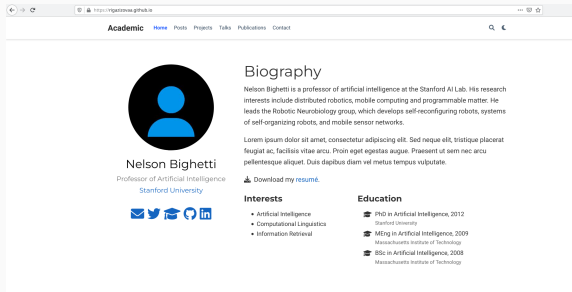 https://rigazizovaa.github.io
Academic Home Posts Projects Talks Publications Contact
Nelson Bighetti
Professor of Artificial Intelligence
Stanford University
Biography
Nelson Bighetti is a professor of artificial intelligence at the Stanford AI Lab. His research
interests include distributed robotics, mobile computing and programmable matter. He
leads the Robotic Neurobiology group, which develops self-reconfiguring robots, systems
of self-organizing robots, and mobile sensor networks.
Lorem ipsum dolor sit amet, consectetur adipiscing elit. Sed neque elit, tristique placerat
feugiat ac, facilisis vitae arcu. Proin eget egestas augue. Praesent ut sem nec arcu
pellentesque aliquet. Duis dapibus diam vel metus tempus vulputate.
Download my resumé.
Interests
• Artificial Intelligence
• Computational Linguistics
• Information Retrieval
Education
PhD in Artificial Intelligence, 2012
Stanford University
MEng in Artificial Intelligence, 2009
Massachusetts Institute of Technology
BSc in Artificial Intelligence, 2008
Massachusetts Institute of Technology